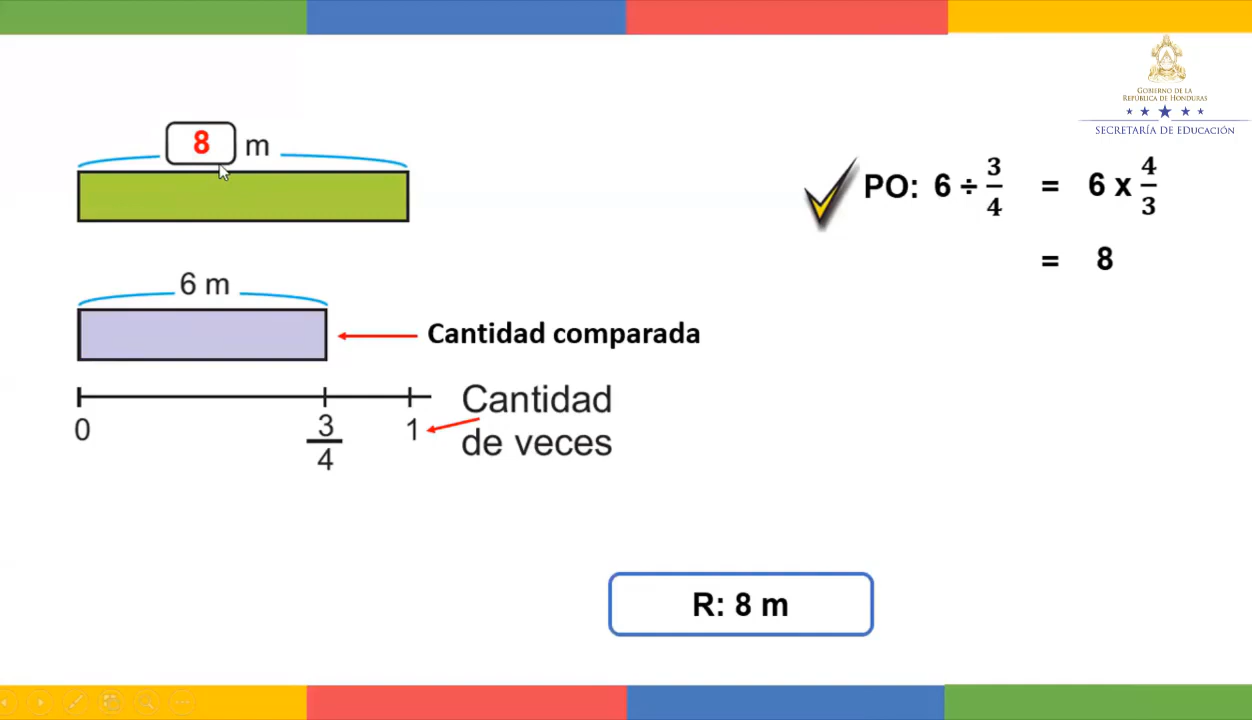 GOBIERNO DE LA
REPÚBLICA DE HONDURAS
SECRETARÍA DE EDUCACIÓN
8 m
PO: 6 ÷ 3/4 = 6 x 4/3
= 8
6 m
Cantidad comparada
0 3/4 1
Cantidad
de veces
R: 8 m